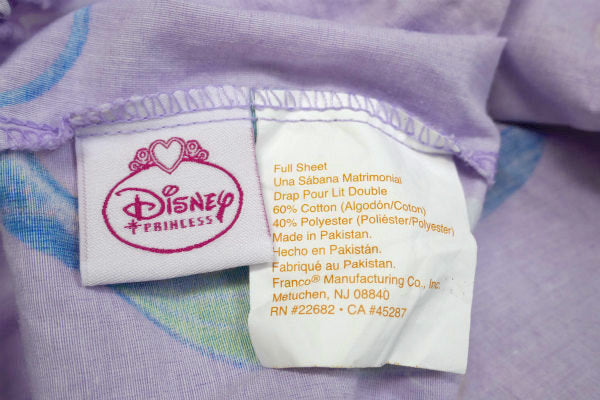 Disney
PRINCESS
Full Sheet
Una Sábana Matrimonial
Drap Pour Lit Double
60% Cotton (Algodón/Coton)
40% Polyester (Poliéster/Polyester)
Made in Pakistan.
Hecho en Pakistán.
Fabriqué au Pakistan.
Franco® Manufacturing Co., Inc.
Metuchen, NJ 08840
RN #22682 • CA #45287